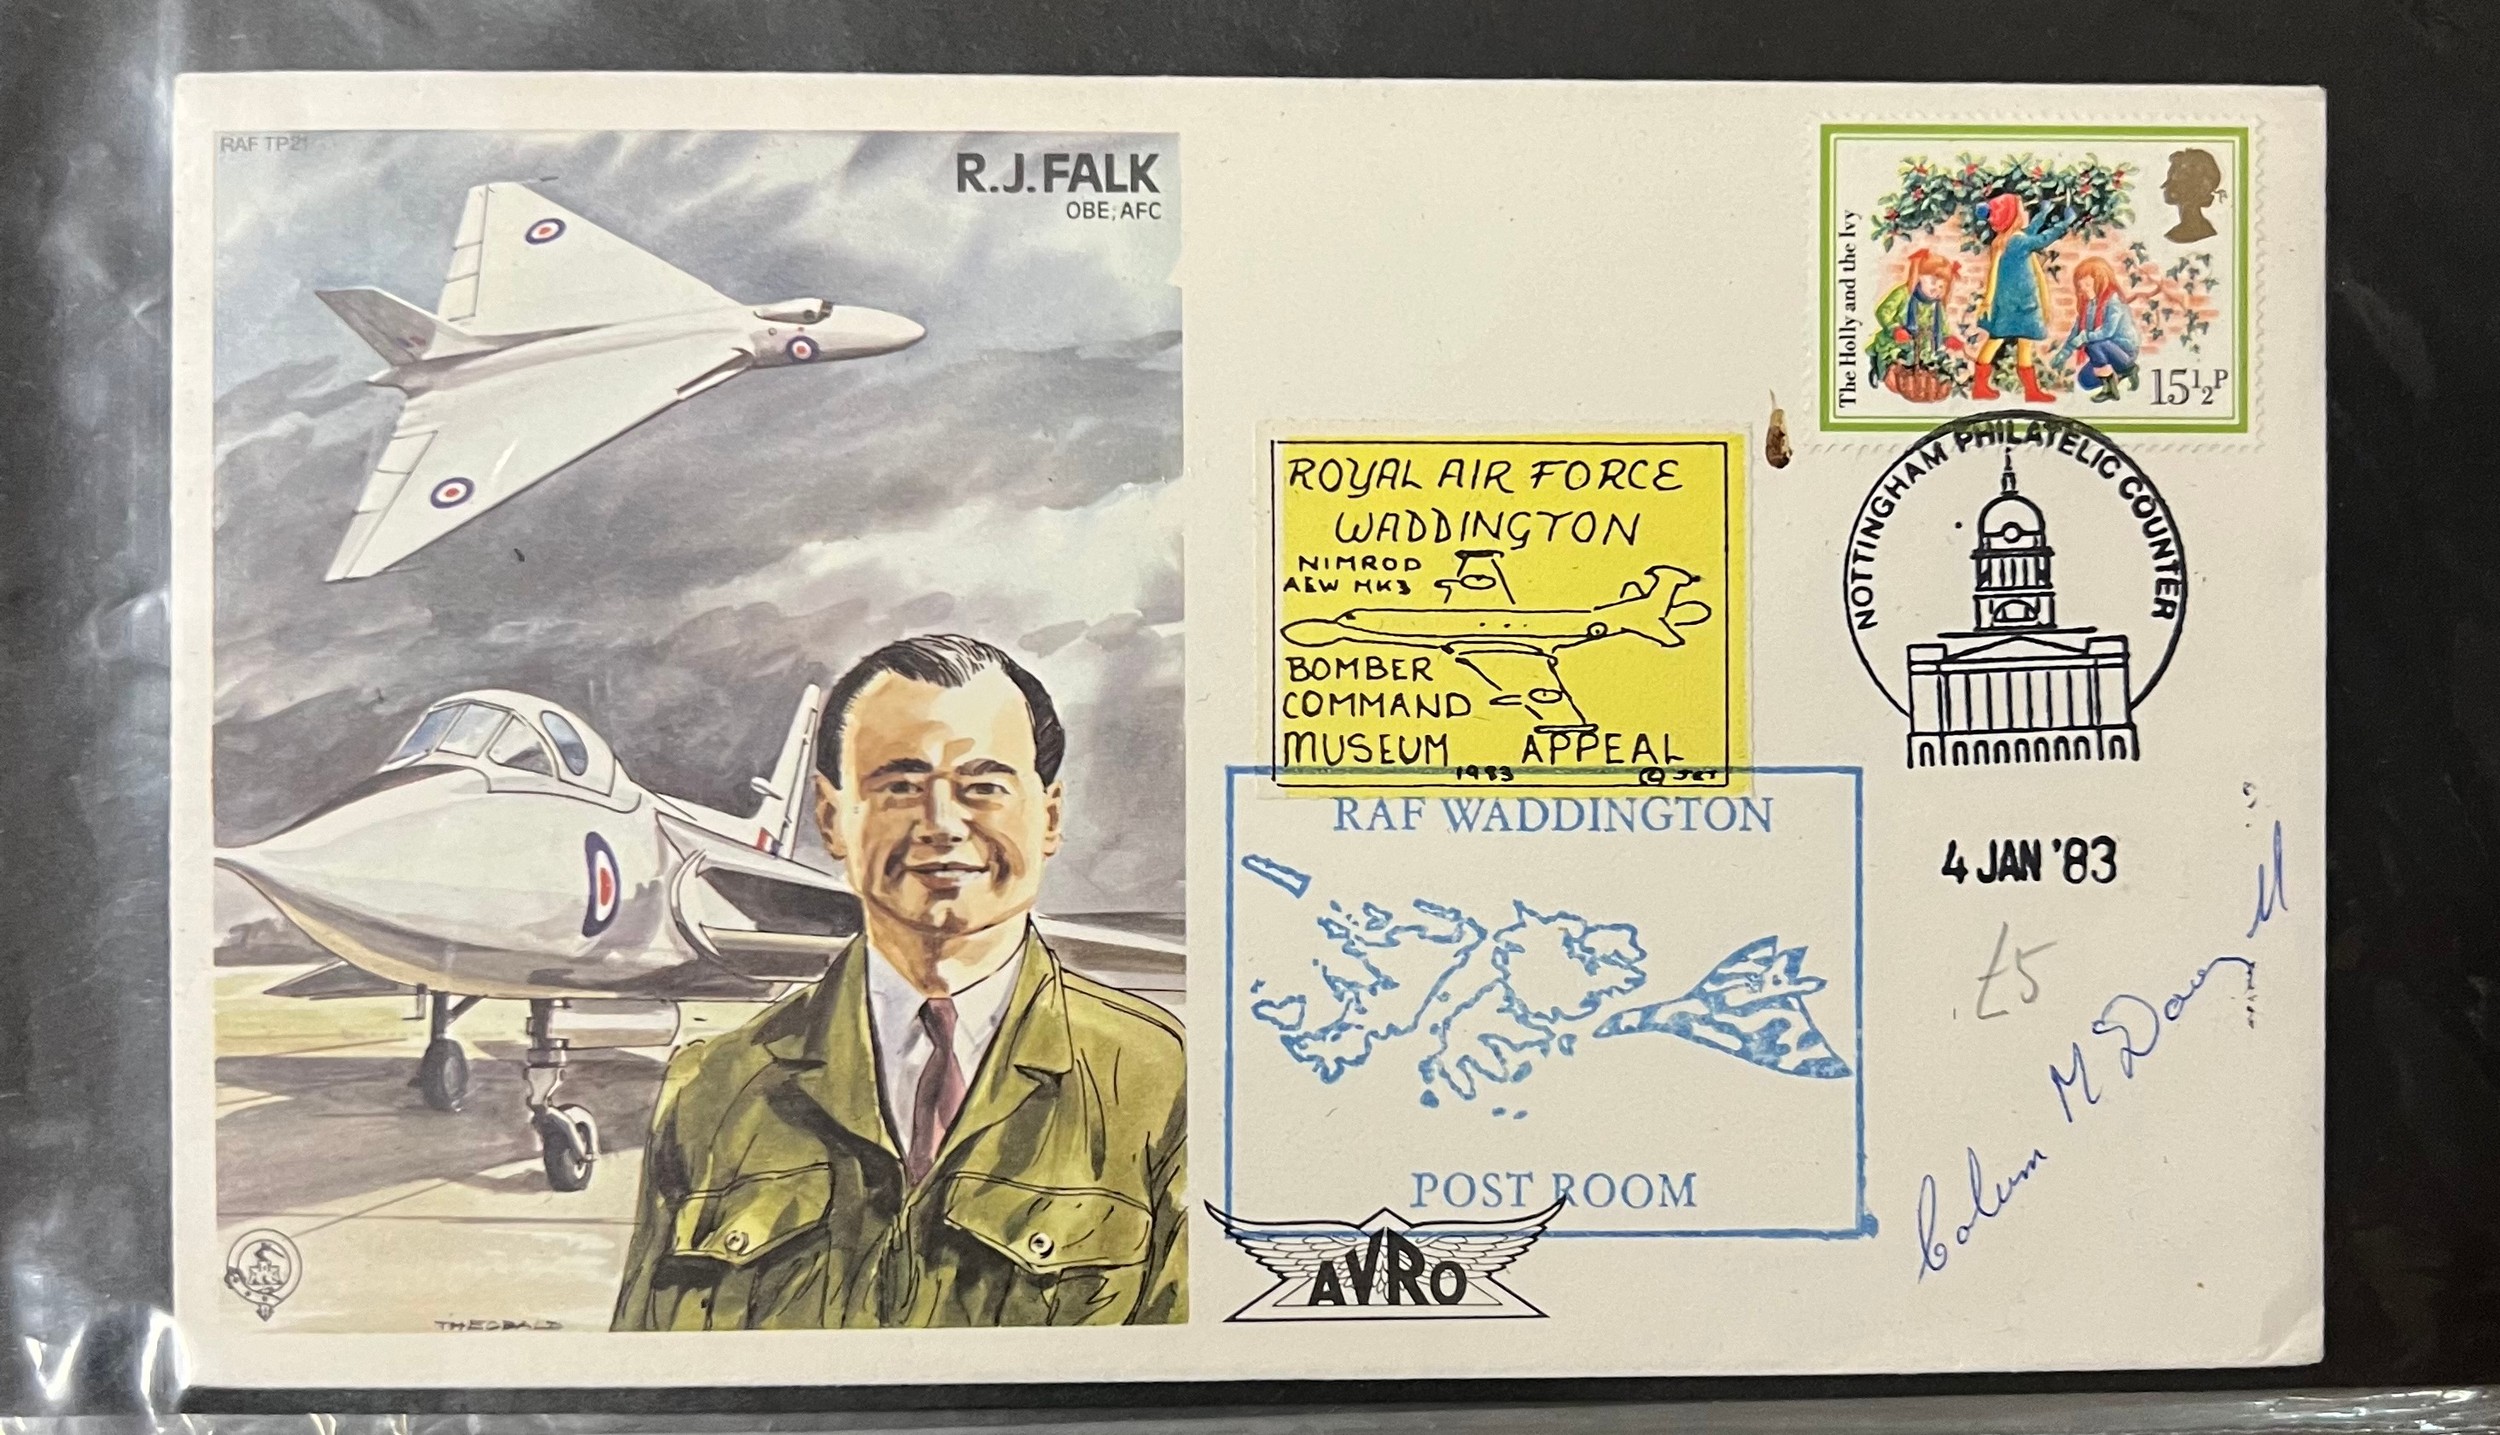 RAF TP21
R.J.FALK
OBE, AFC
THEOBALD
The Holly and the Ivy
15½P
NOTTINGHAM PHILATELIC COUNTER
4 JAN '83
£5
ROYAL AIR FORCE
WADDINGTON
NIMROD
AEW MK3
BOMBER
COMMAND
MUSEUM APPEAL
1983 © JET
RAF WADDINGTON
POST ROOM
AVRO
Colum McDonn